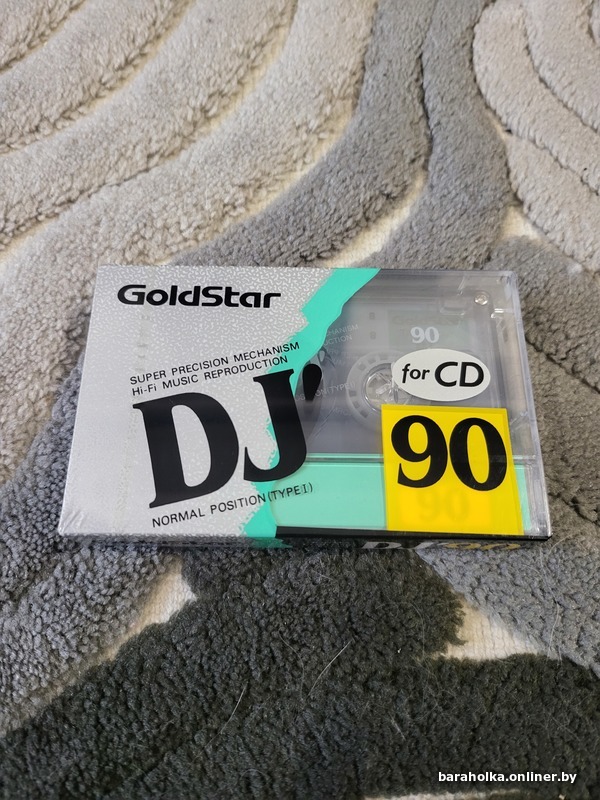 GoldStar
SUPER PRECISION MECHANISM
Hi-Fi MUSIC REPRODUCTION
DJ'
NORMAL POSITION (TYPE I)
90
for CD
90
baraholka.onliner.by